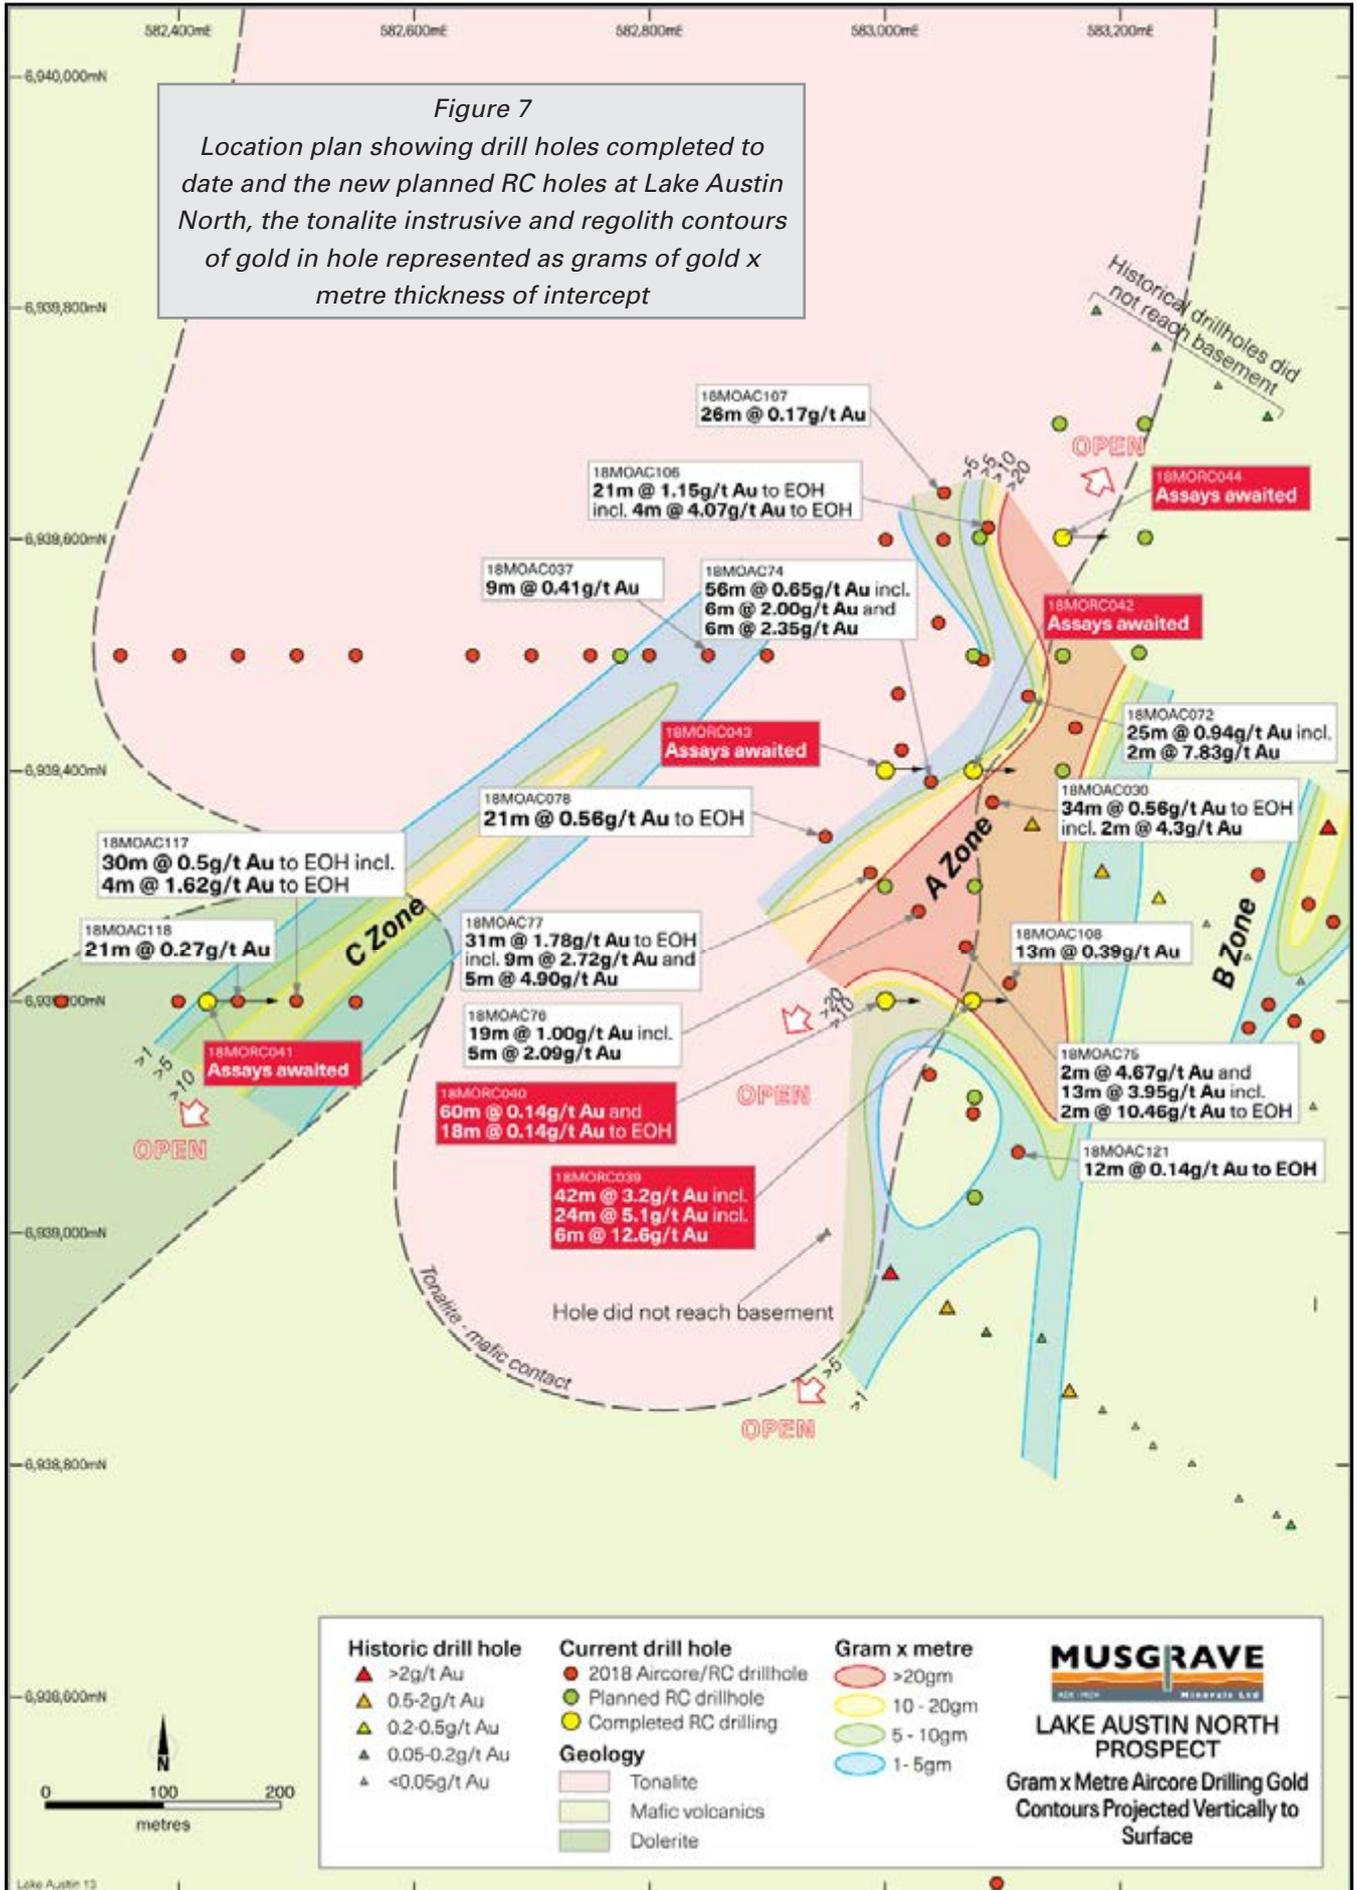 582,400mE
582,600mE
582,800mE
583,000mE
583,200mE
6,940,000mN
Figure 7
Location plan showing drill holes completed to
date and the new planned RC holes at Lake Austin
North, the tonalite instrusive and regolith contours
of gold in hole represented as grams of gold x
metre thickness of intercept
6,939,800mN
Historical drillholes did
not reach basement
18MOAC107
26m @ 0.17g/t Au
OPEN
18MOAC106
21m @ 1.15g/t Au to EOH
incl. 4m @ 4.07g/t Au to EOH
>5
>5
>10
>20
18MORC044
Assays awaited
6,939,600mN
18MOAC037
9m @ 0.41g/t Au
18MOAC74
56m @ 0.65g/t Au incl.
6m @ 2.00g/t Au and
6m @ 2.35g/t Au
18MORC042
Assays awaited
18MORC043
Assays awaited
18MOAC072
25m @ 0.94g/t Au incl.
2m @ 7.83g/t Au
6,939,400mN
18MOAC078
21m @ 0.56g/t Au to EOH
18MOAC030
34m @ 0.56g/t Au to EOH
incl. 2m @ 4.3g/t Au
18MOAC117
30m @ 0.5g/t Au to EOH incl.
4m @ 1.62g/t Au to EOH
A Zone
B Zone
C Zone
18MOAC118
21m @ 0.27g/t Au
18MOAC77
31m @ 1.78g/t Au to EOH
incl. 9m @ 2.72g/t Au and
5m @ 4.90g/t Au
18MOAC108
13m @ 0.39g/t Au
6,939,200mN
>20
>10
18MOAC76
19m @ 1.00g/t Au incl.
5m @ 2.09g/t Au
>1
>5
>10
18MORC041
Assays awaited
18MOAC75
2m @ 4.67g/t Au and
13m @ 3.95g/t Au incl.
2m @ 10.46g/t Au to EOH
OPEN
18MORC040
60m @ 0.14g/t Au and
18m @ 0.14g/t Au to EOH
OPEN
18MOAC121
12m @ 0.14g/t Au to EOH
18MORC039
42m @ 3.2g/t Au incl.
24m @ 5.1g/t Au incl.
6m @ 12.6g/t Au
6,939,000mN
Hole did not reach basement
Tonalite - mafic contact
>5
>1
OPEN
6,938,800mN
6,938,600mN
N
0 100 200
metres
Historic drill hole
>2g/t Au
0.5-2g/t Au
0.2-0.5g/t Au
0.05-0.2g/t Au
<0.05g/t Au
Current drill hole
2018 Aircore/RC drillhole
Planned RC drillhole
Completed RC drilling
Geology
Tonalite
Mafic volcanics
Dolerite
Gram x metre
>20gm
10 - 20gm
5 - 10gm
1- 5gm
MUSGRAVE
Minerals Ltd
LAKE AUSTIN NORTH
PROSPECT
Gram x Metre Aircore Drilling Gold
Contours Projected Vertically to
Surface
Lake Austin 13